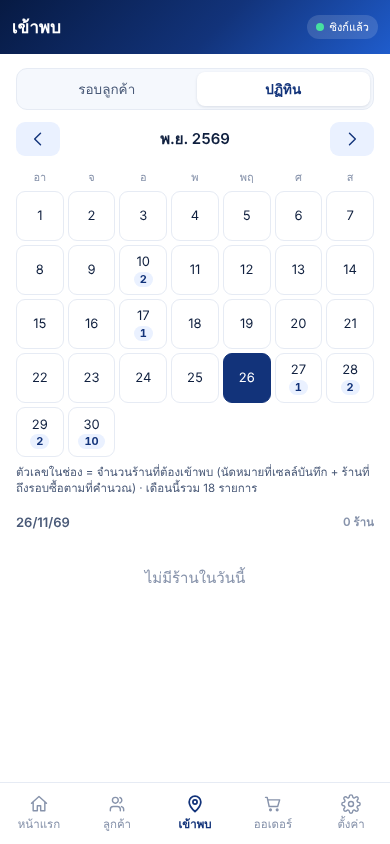 เข้าพบ
ซิงก์แล้ว
รอบลูกค้า
ปฏิทิน
พ.ย. 2569
อา จ อ พ พฤ ศ ส
1 2 3 4 5 6 7
8 9 10 11 12 13 14
2
15 16 17 18 19 20 21
1
22 23 24 25 26 27 28
1 2
29 30
2 10
ตัวเลขในช่อง = จำนวนร้านที่ต้องเข้าพบ (นัดหมายที่เซลล์บันทึก + ร้านที่
ถึงรอบซื้อตามที่คำนวณ) · เดือนนี้รวม 18 รายการ
26/11/69
0 ร้าน
ไม่มีร้านในวันนี้
หน้าแรก ลูกค้า เข้าพบ ออเดอร์ ตั้งค่า